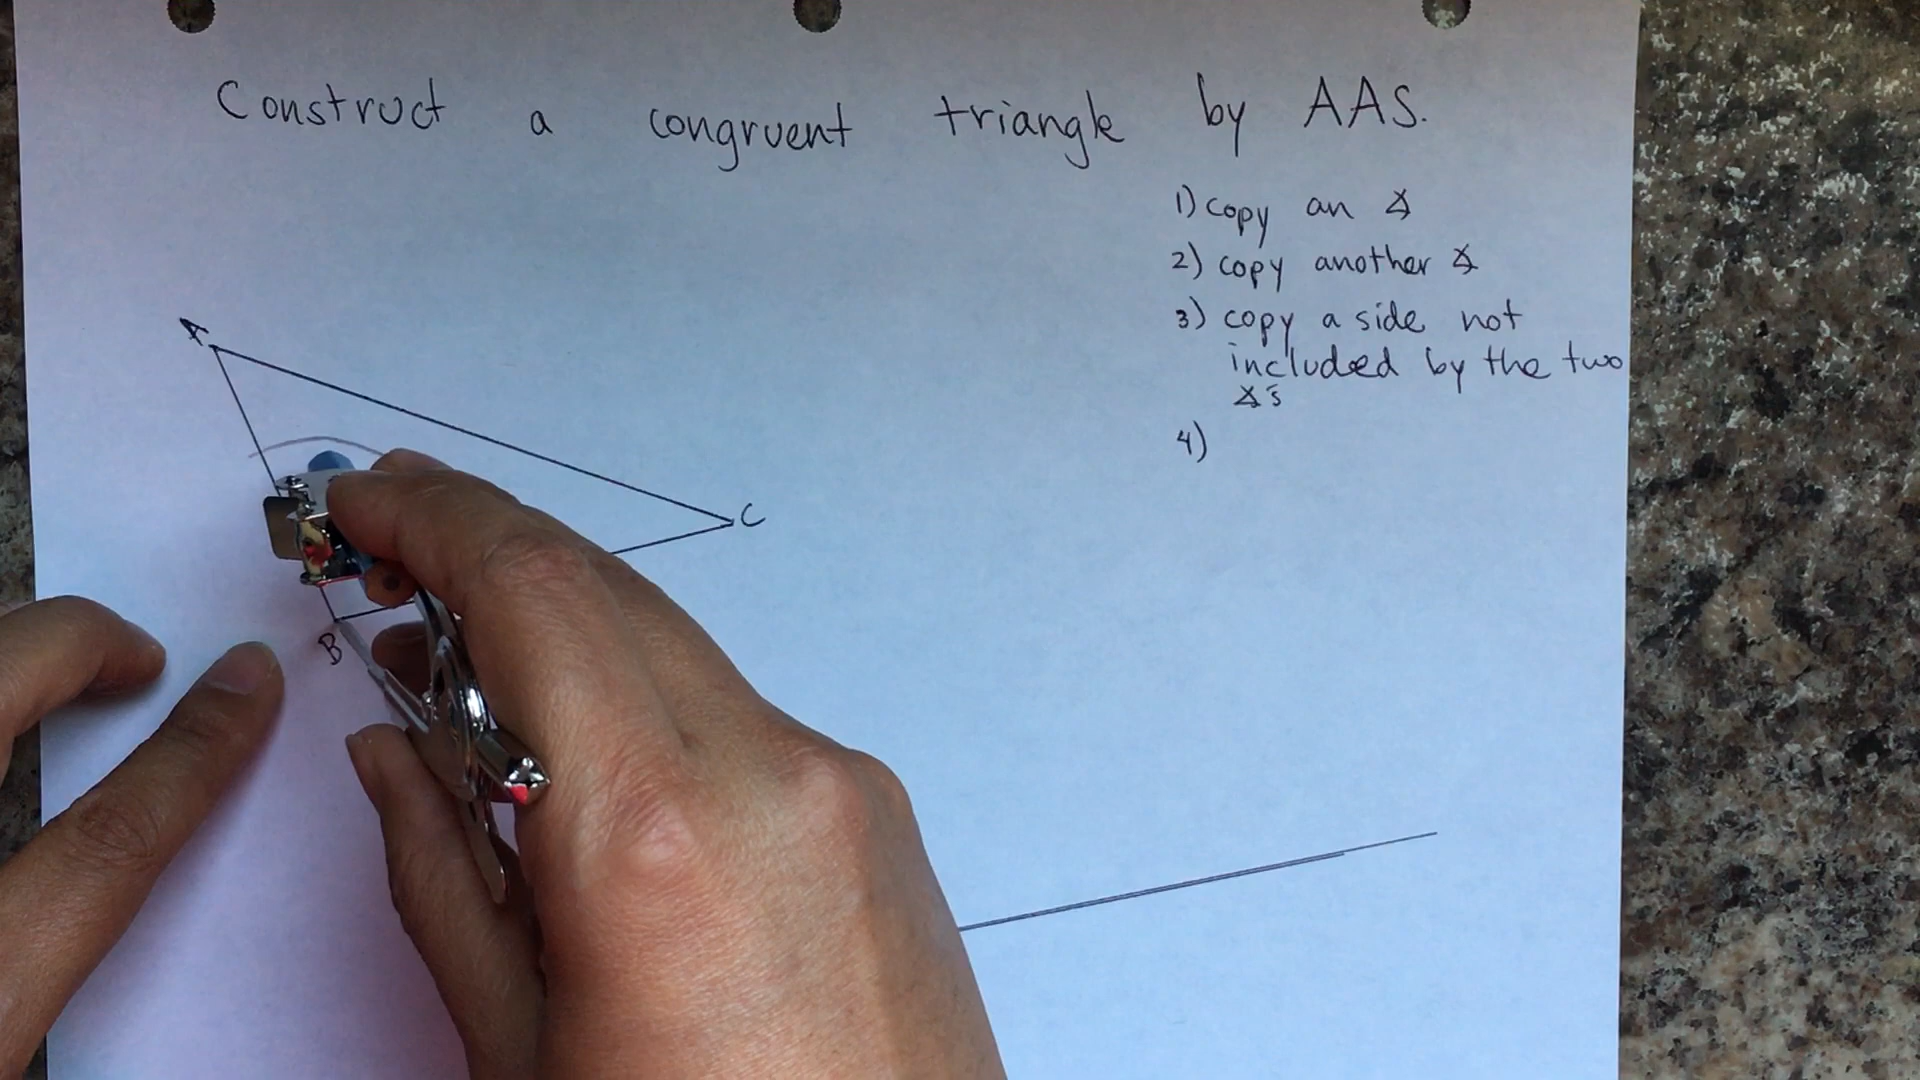 Construct a congruent triangle by AAS.
1) copy an ∡
2) copy another ∡
3) copy a side not
included by the two
∡'s
4)
A
C
B